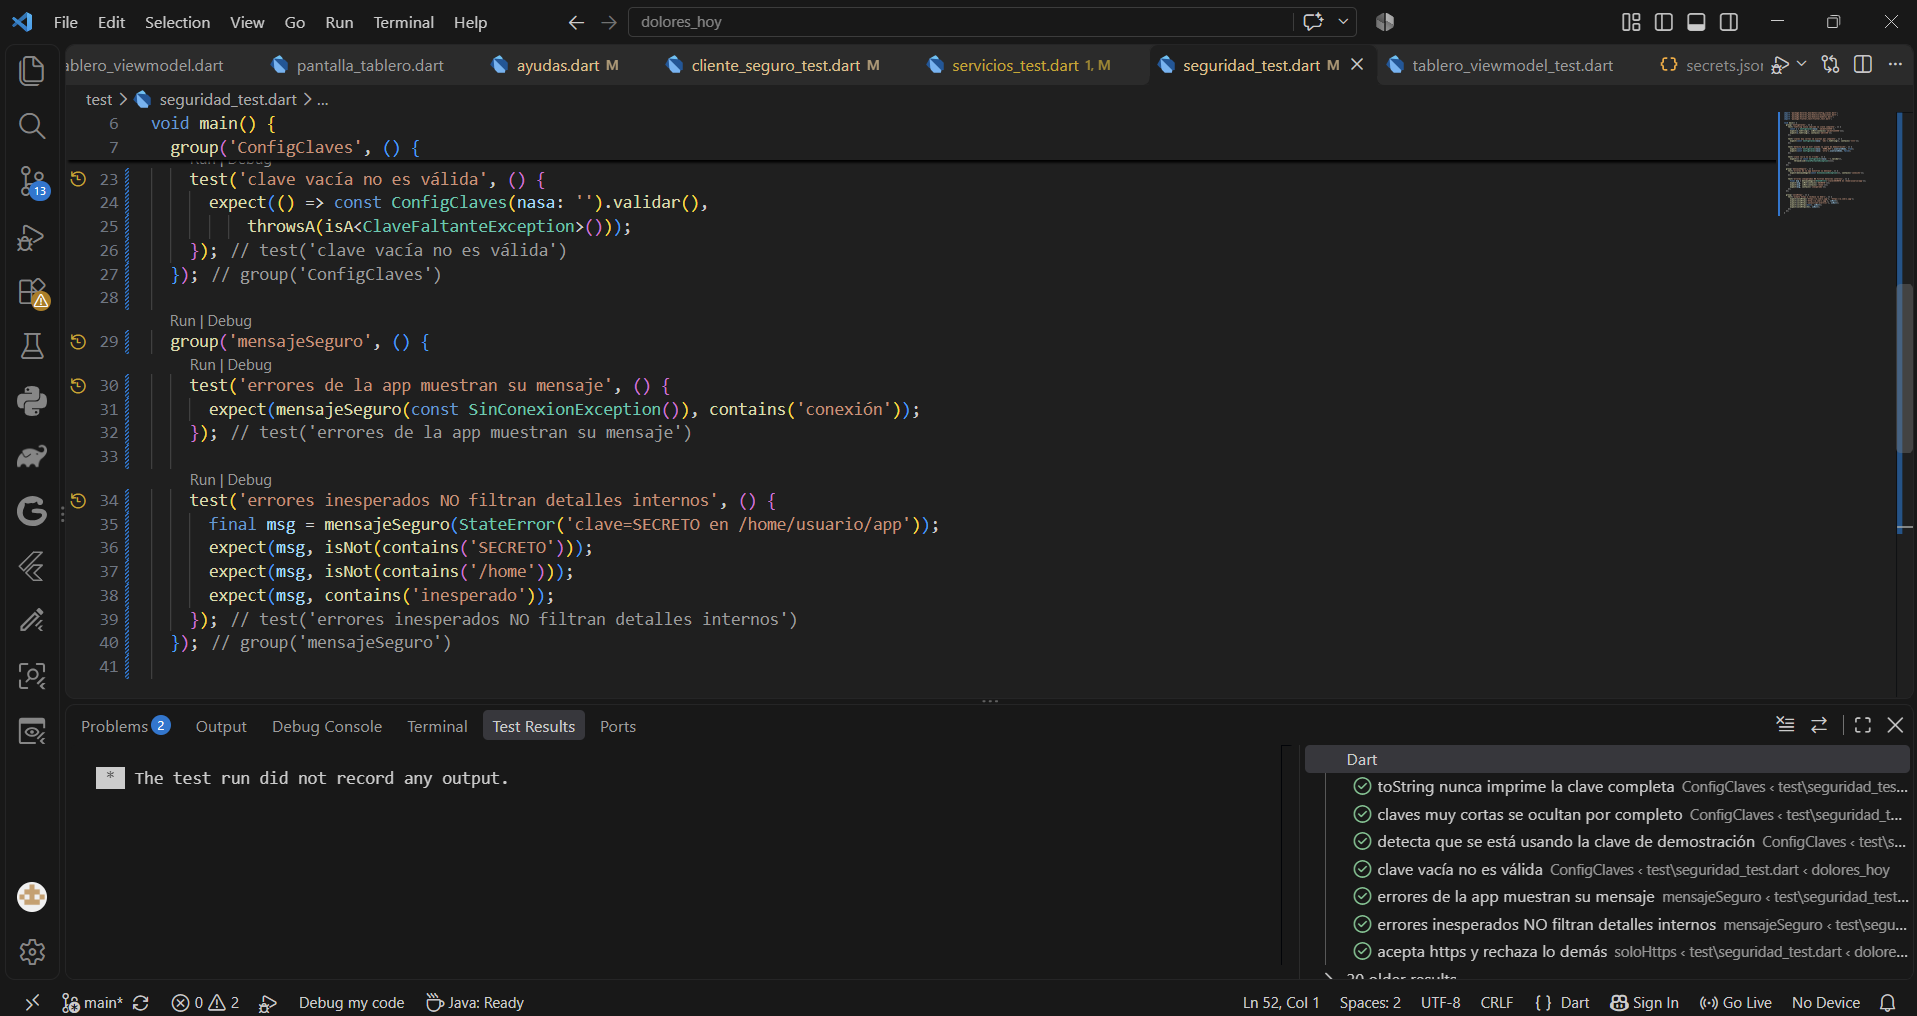 File Edit Selection View Go Run Terminal Help
dolores_hoy
ablero_viewmodel.dart pantalla_tablero.dart ayudas.dart M cliente_seguro_test.dart M servicios_test.dart 1, M seguridad_test.dart M tablero_viewmodel_test.dart {} secrets.json
test > seguridad_test.dart > ...
6 void main() {
7 group('ConfigClaves', () {
Run | Debug
23 test('clave vacía no es válida', () {
24 expect(() => const ConfigClaves(nasa: '').validar(),
25 throwsA(isA<ClaveFaltanteException>()));
26 }); // test('clave vacía no es válida')
27 }); // group('ConfigClaves')
28
Run | Debug
29 group('mensajeSeguro', () {
Run | Debug
30 test('errores de la app muestran su mensaje', () {
31 expect(mensajeSeguro(const SinConexionException()), contains('conexión'));
32 }); // test('errores de la app muestran su mensaje')
33
Run | Debug
34 test('errores inesperados NO filtran detalles internos', () {
35 final msg = mensajeSeguro(StateError('clave=SECRETO en /home/usuario/app'));
36 expect(msg, isNot(contains('SECRETO')));
37 expect(msg, isNot(contains('/home')));
38 expect(msg, contains('inesperado'));
39 }); // test('errores inesperados NO filtran detalles internos')
40 }); // group('mensajeSeguro')
41
13
Problems 2 Output Debug Console Terminal Test Results Ports
* The test run did not record any output.
Dart
toString nunca imprime la clave completa ConfigClaves ‹ test\seguridad_tes...
claves muy cortas se ocultan por completo ConfigClaves ‹ test\seguridad_t...
detecta que se está usando la clave de demostración ConfigClaves ‹ test\s...
clave vacía no es válida ConfigClaves ‹ test\seguridad_test.dart ‹ dolores_hoy
errores de la app muestran su mensaje mensajeSeguro ‹ test\seguridad_test...
errores inesperados NO filtran detalles internos mensajeSeguro ‹ test\segu...
acepta https y rechaza lo demás soloHttps ‹ test\seguridad_test.dart ‹ dolore...
20 older results
main* 0 2 Debug my code Java: Ready Ln 52, Col 1 Spaces: 2 UTF-8 CRLF {} Dart Sign In Go Live No Device